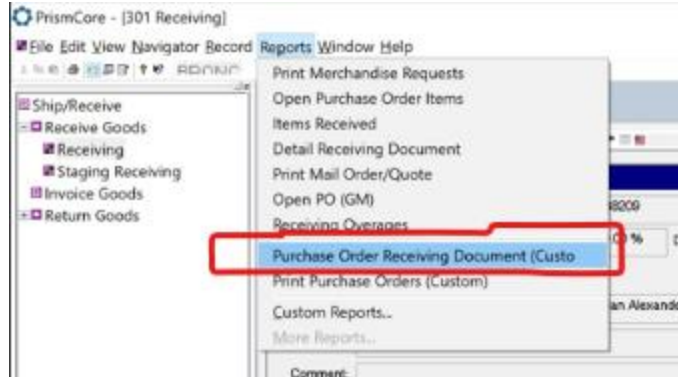 PrismCore - [301 Receiving]
File Edit View Navigator Record Reports Window Help
Print Merchandise Requests
Open Purchase Order Items
Ship/Receive
Receive Goods
Items Received
Receiving
Detail Receiving Document
Staging Receiving
Print Mail Order/Quote
Invoice Goods
Open PO (GM)
Return Goods
Receiving Overages
Purchase Order Receiving Document (Custo
Print Purchase Orders (Custom)
Custom Reports...
More Reports...
Comment: